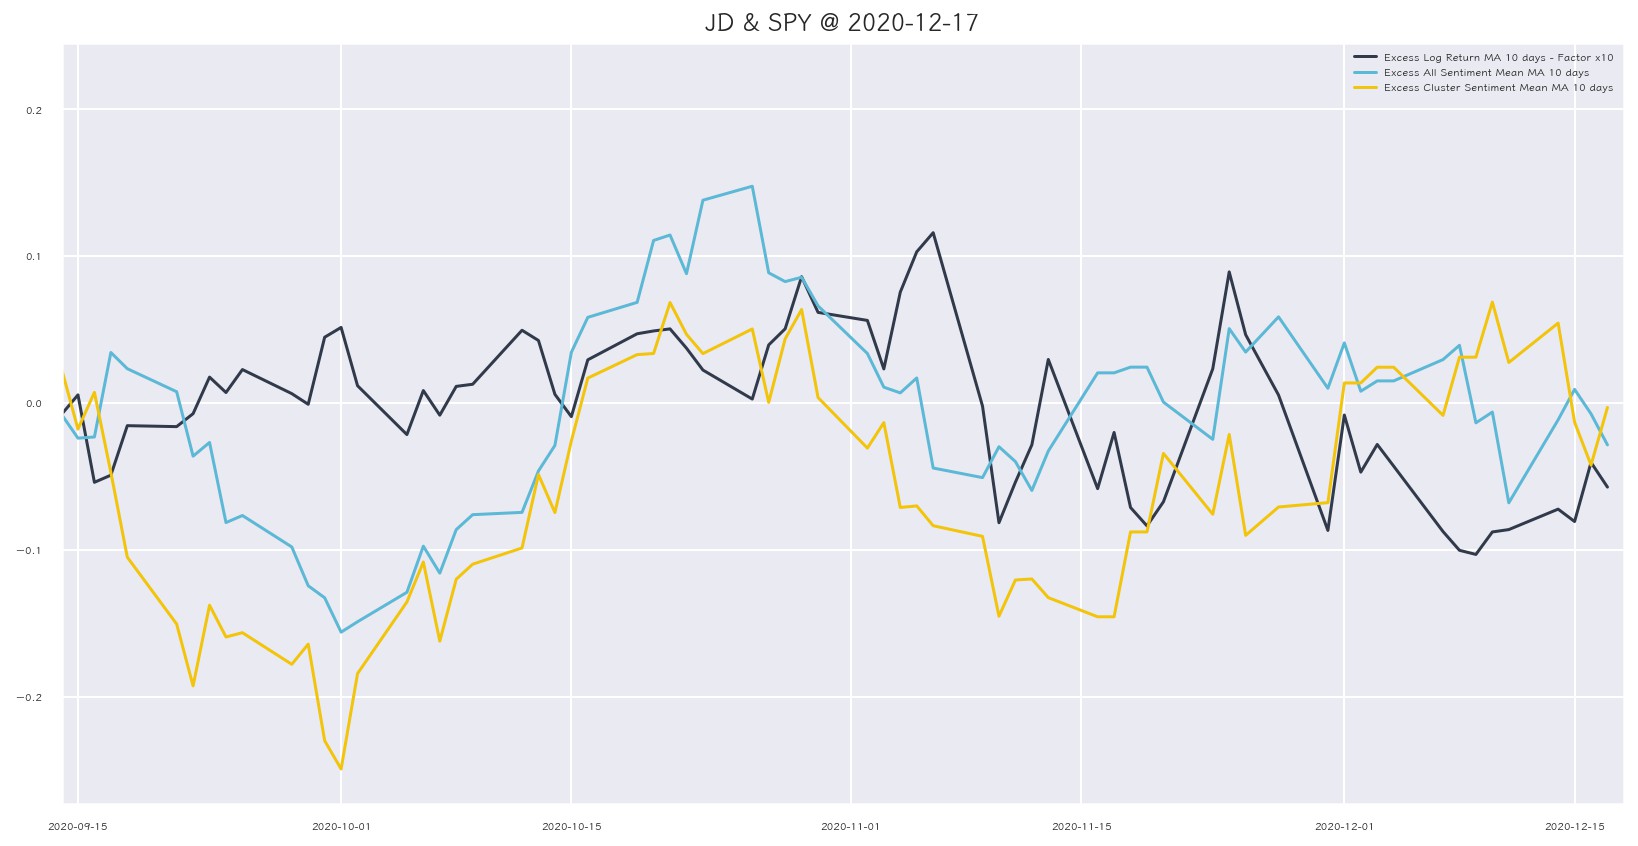 JD & SPY @ 2020-12-17
Excess Log Return MA 10 days - Factor x10
Excess All Sentiment Mean MA 10 days
Excess Cluster Sentiment Mean MA 10 days
0.2
0.1
0.0
−0.1
−0.2
2020-09-15 2020-10-01 2020-10-15 2020-11-01 2020-11-15 2020-12-01 2020-12-15